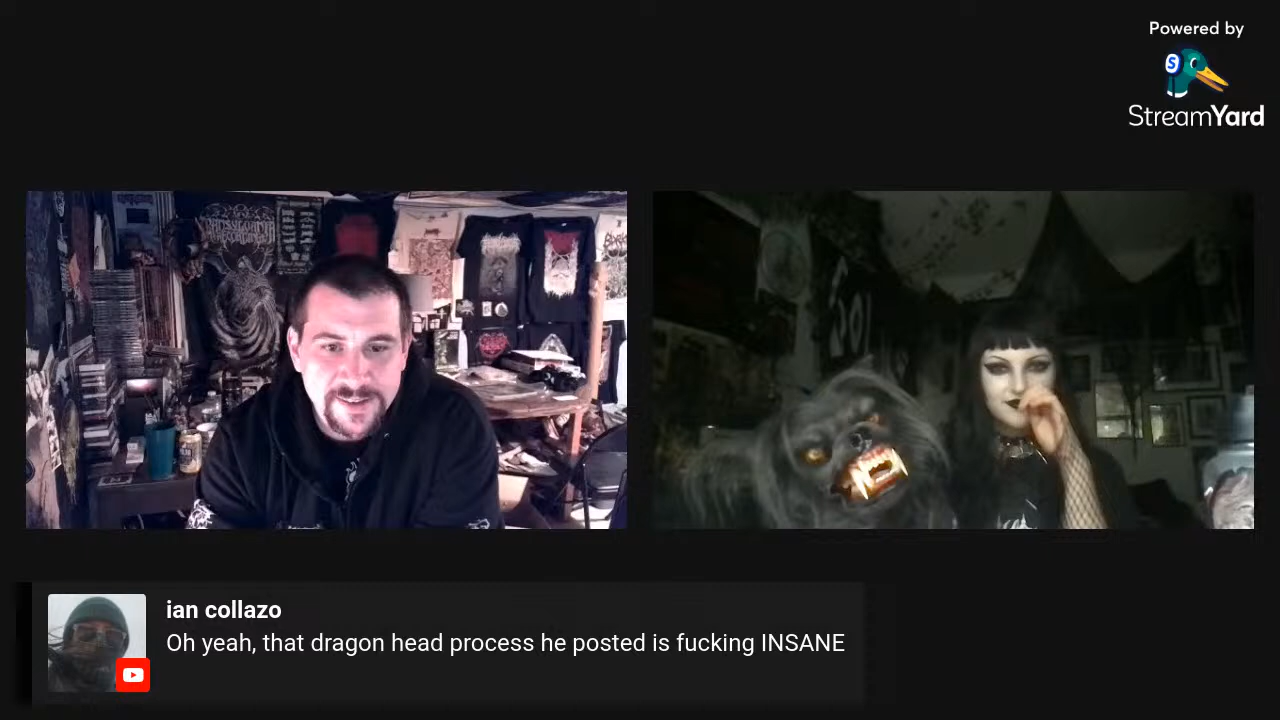 Powered by
S
StreamYard
ian collazo
Oh yeah, that dragon head process he posted is fucking INSANE